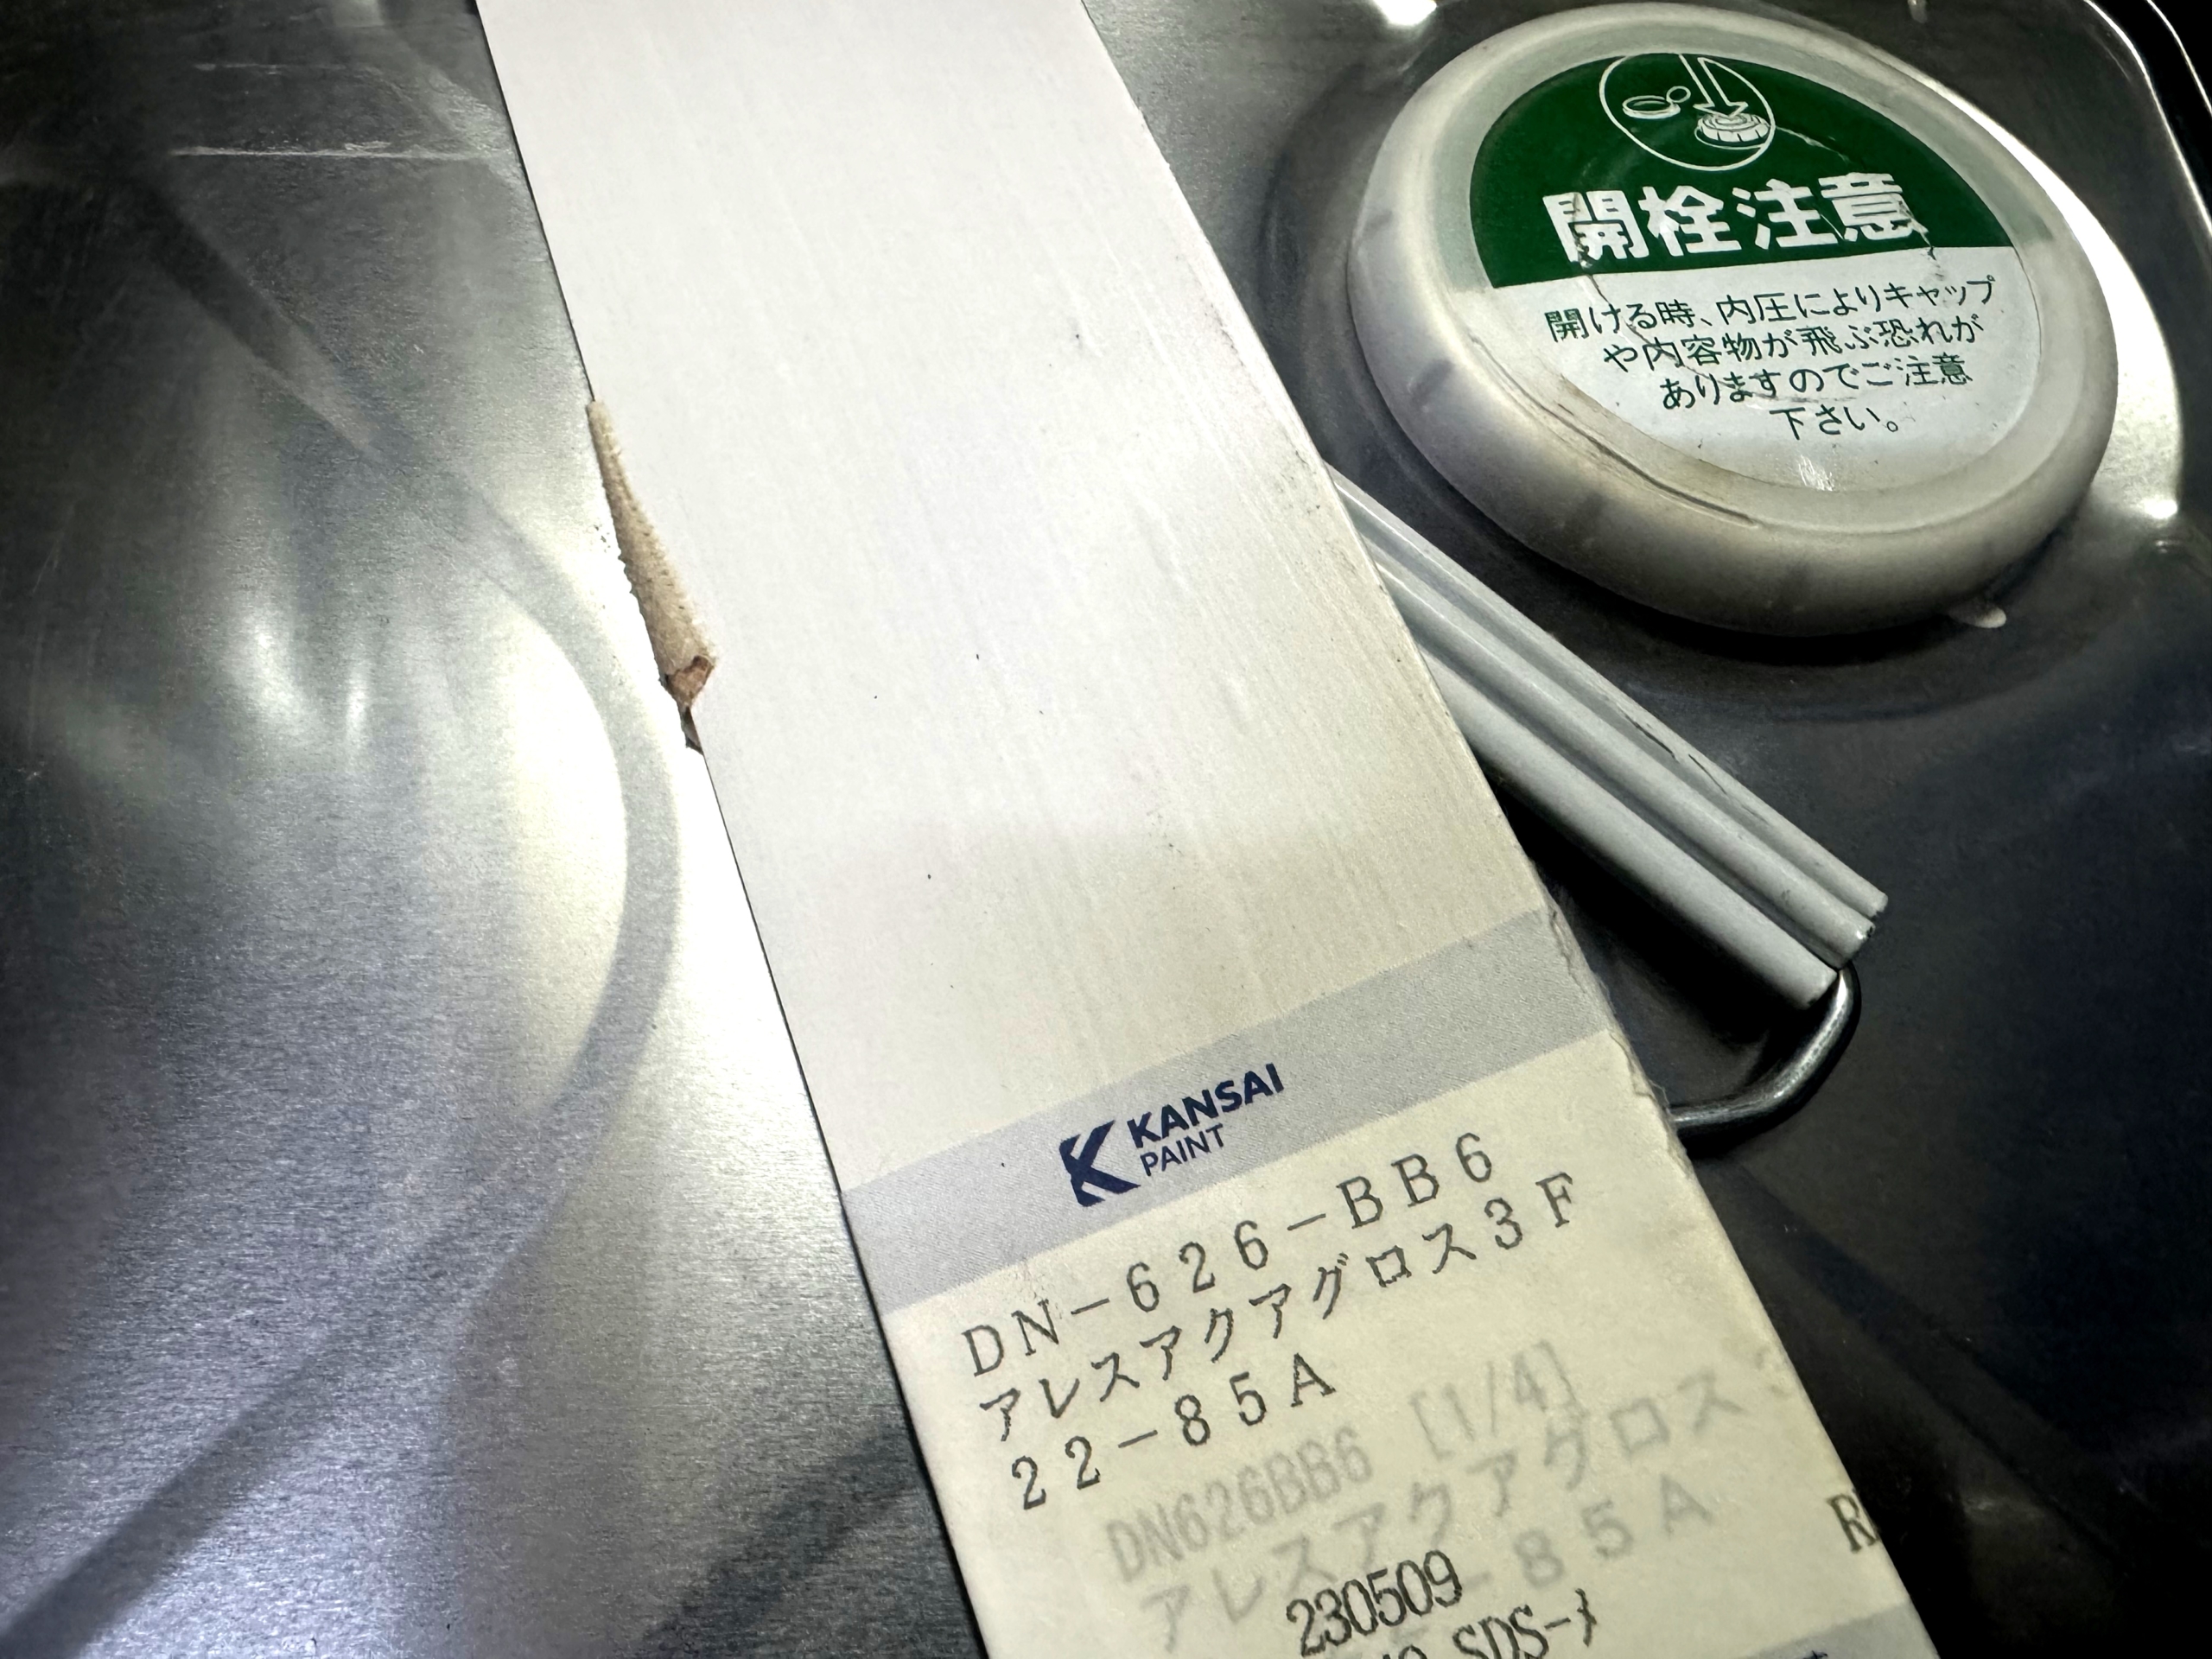 開栓注意
開ける時、内圧によりキャップ
や内容物が飛ぶ恐れが
ありますのでご注意
下さい。
KANSAI
PAINT
DN-626-BB6
アレスアクアグロス3F
22-85A
DN626BB6 [1/4]
アレスアクアグロス 3
-85A
R
230509
SDS-メ